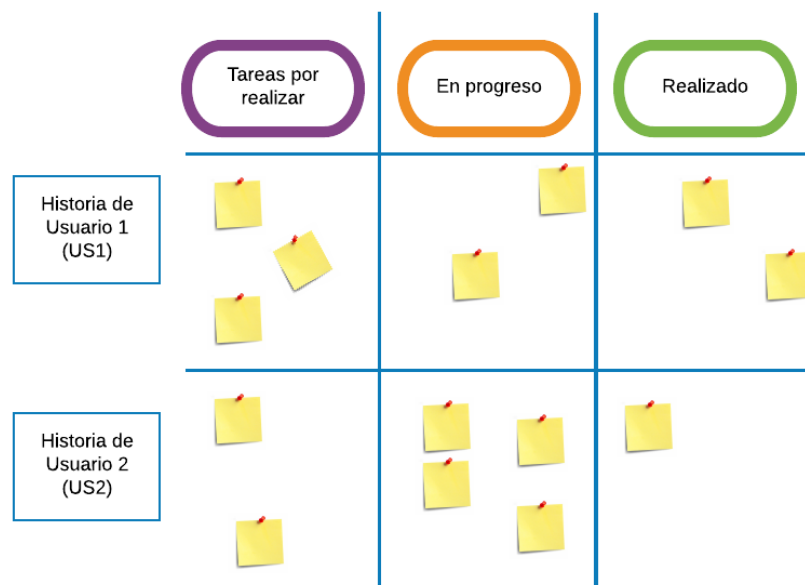 Tareas por
realizar
En progreso
Realizado
Historia de
Usuario 1
(US1)
Historia de
Usuario 2
(US2)